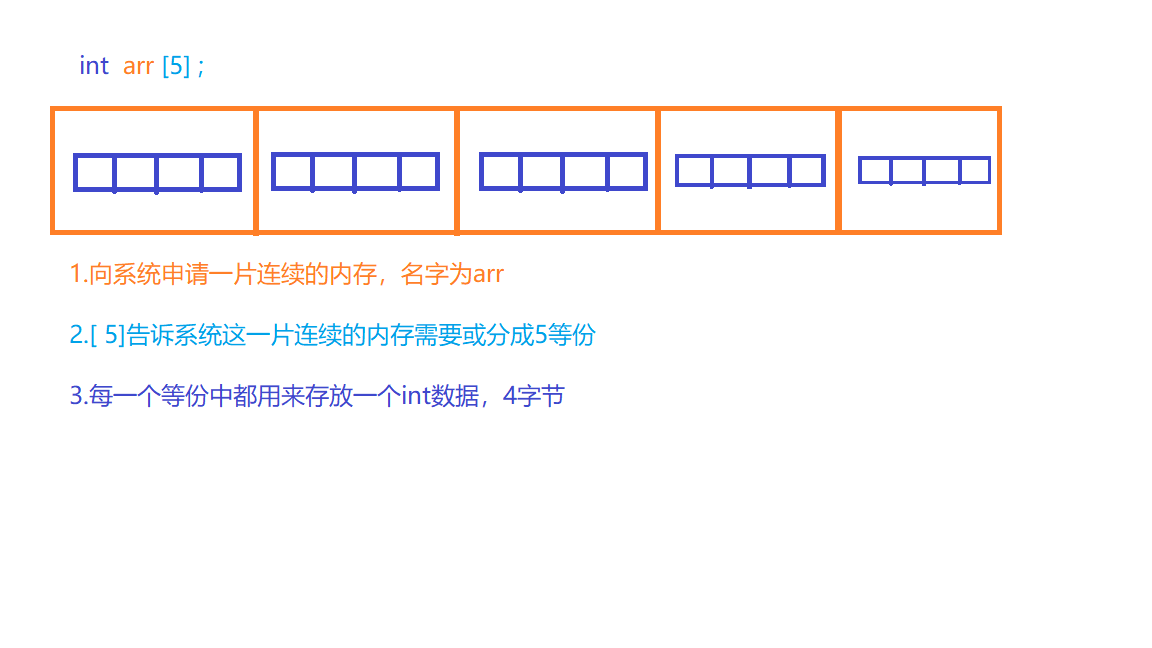 int arr [5] ;
1.向系统申请一片连续的内存，名字为arr
2.[ 5]告诉系统这一片连续的内存需要或分成5等份
3.每一个等份中都用来存放一个int数据，4字节